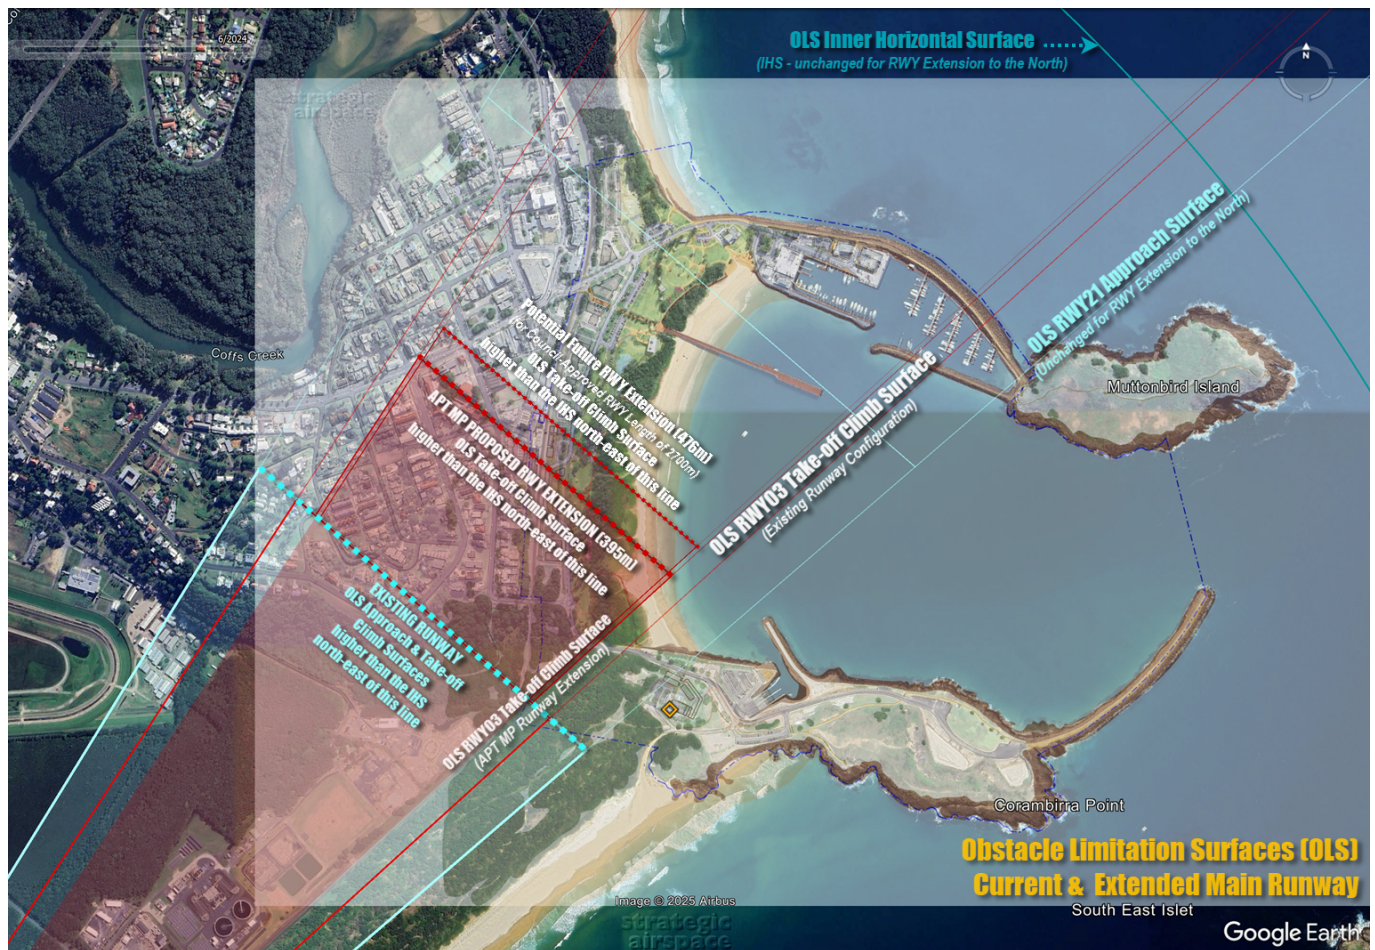 6/2024
OLS Inner Horizontal Surface
(IHS - unchanged for RWY Extension to the North)
N
strategic
airspace
OLS RWY21 Approach Surface
(Unchanged for RWY Extension to the North)
Coffs Creek
Muttonbird Island
Potential Future RWY Extension (476m)
(for Council-Approved RWY Length of 2700m)
OLS Take-off Climb Surface
higher than the IHS north-east of this line
APT MP PROPOSED RWY EXTENSION (395m)
OLS Take-off Climb Surface
higher than the IHS north-east of this line
OLS RWY03 Take-off Climb Surface
(Existing Runway Configuration)
EXISTING RUNWAY
OLS Approach & Take-off
Climb Surfaces
higher than the IHS
north-east of this line
OLS RWY03 Take-off Climb Surface
(APT MP Runway Extension)
Corambirra Point
Obstacle Limitation Surfaces (OLS)
Current & Extended Main Runway
South East Islet
Image © 2025 Airbus
strategic
airspace
Google Earth